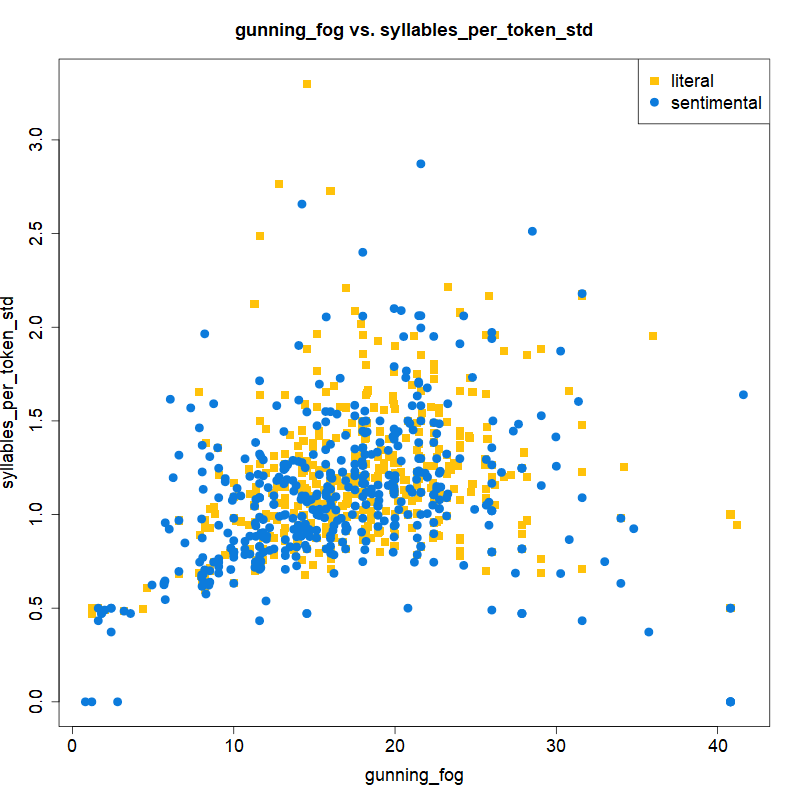 gunning_fog vs. syllables_per_token_std
literal
sentimental
syllables_per_token_std
3.0
2.5
2.0
1.5
1.0
0.5
0.0
0 10 20 30 40
gunning_fog